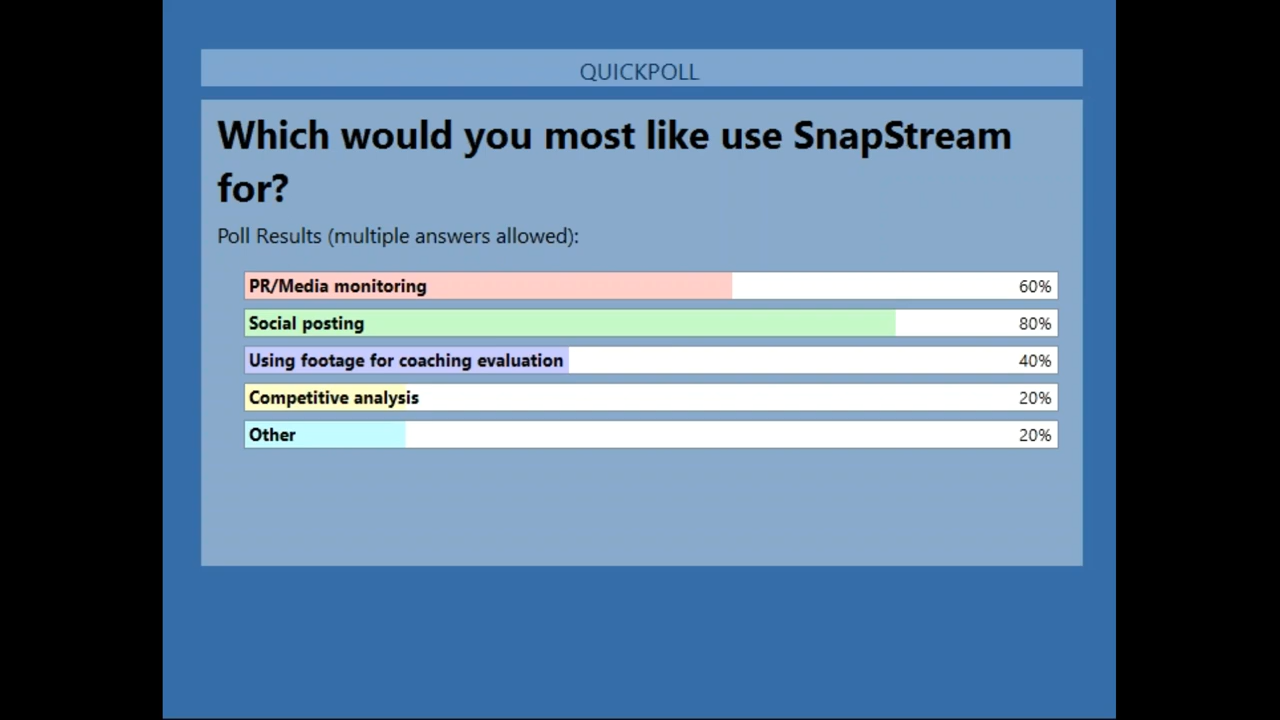 QUICKPOLL
Which would you most like use SnapStream
for?
Poll Results (multiple answers allowed):
PR/Media monitoring 60%
Social posting 80%
Using footage for coaching evaluation 40%
Competitive analysis 20%
Other 20%